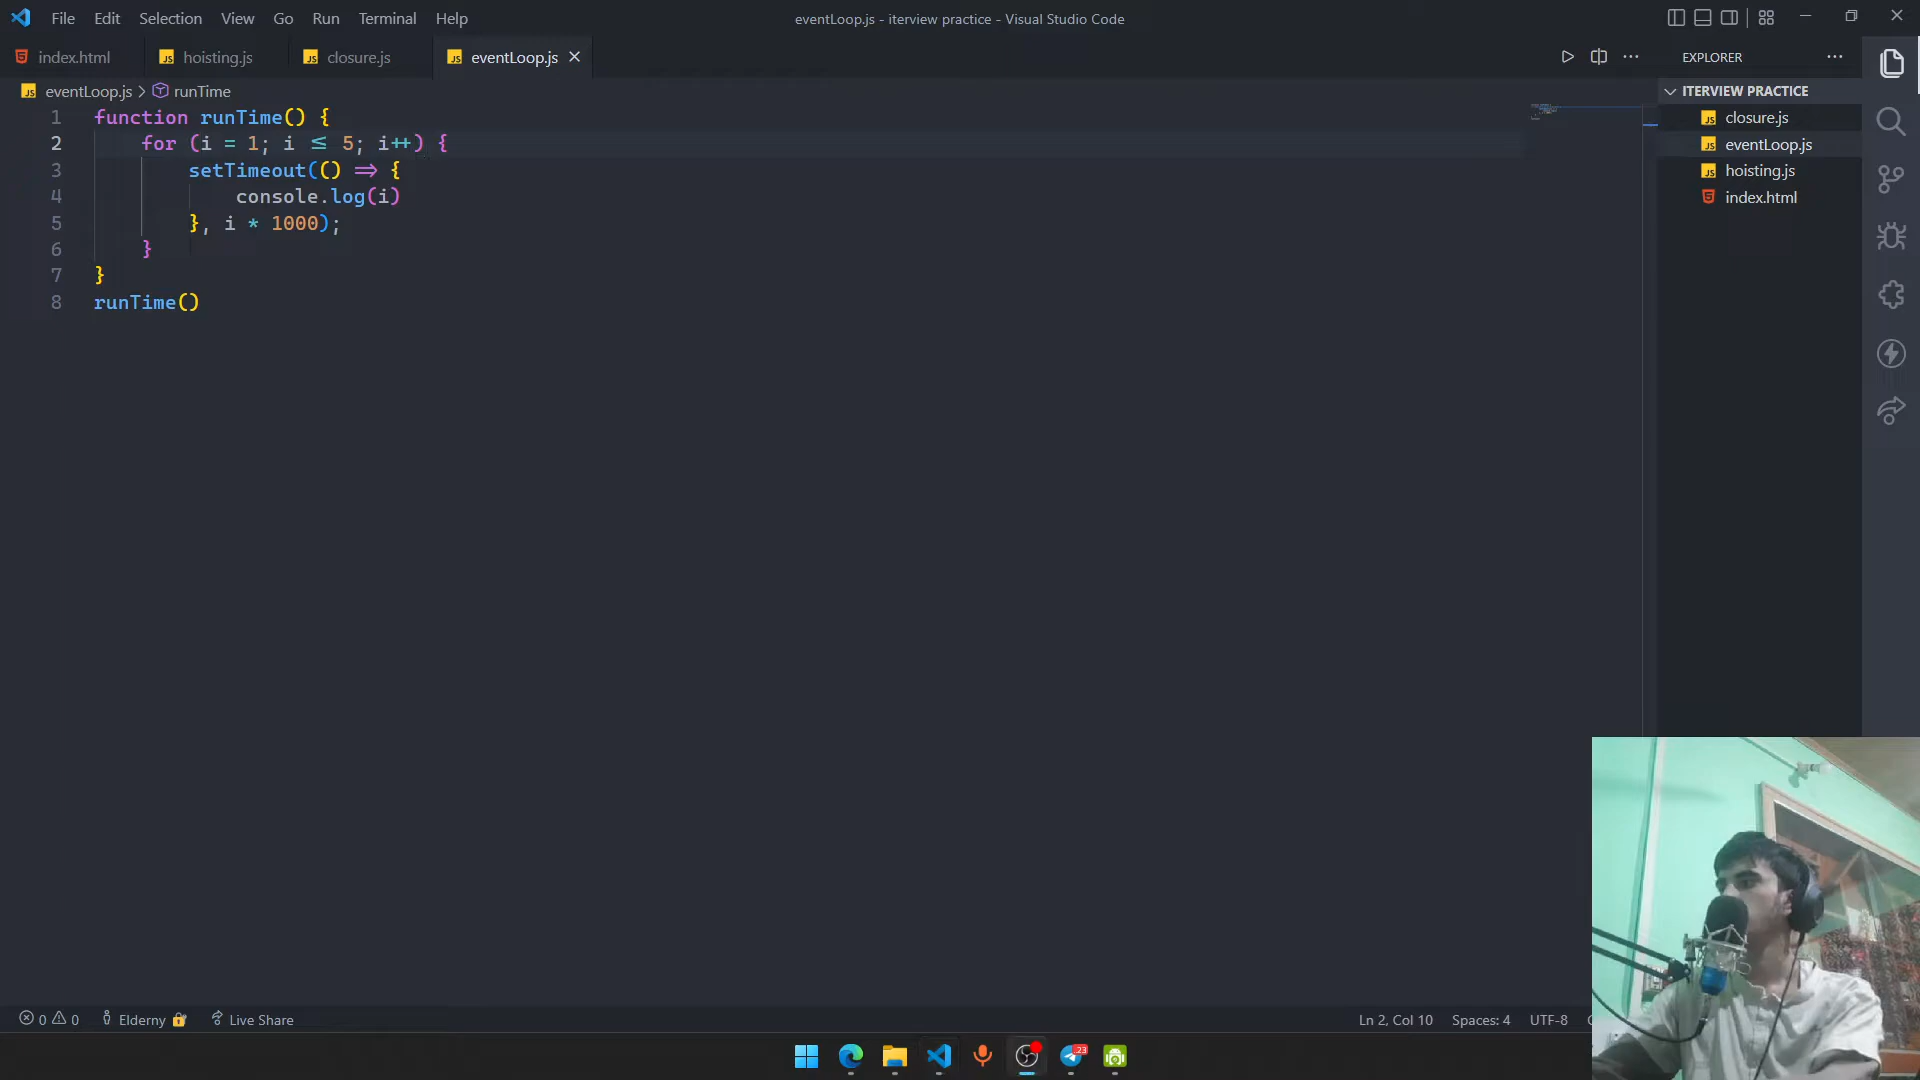 File Edit Selection View Go Run Terminal Help
eventLoop.js - iterview practice - Visual Studio Code
index.html
hoisting.js
closure.js
eventLoop.js
EXPLORER
eventLoop.js > runTime
ITERVIEW PRACTICE
closure.js
eventLoop.js
hoisting.js
index.html
1 function runTime() {
2 for (i = 1; i ≤ 5; i++) {
3 setTimeout(() => {
4 console.log(i)
5 }, i * 1000);
6 }
7 }
8 runTime()
0 0 Elderny Live Share
Ln 2, Col 10 Spaces: 4 UTF-8
23